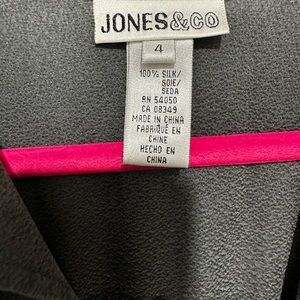 JONES&CO
4
100% SILK/
SOIE/
SEDA
RN 54050
CA 08349
MADE IN CHINA
FABRIQUÉ EN
CHINE
HECHO EN
CHINA